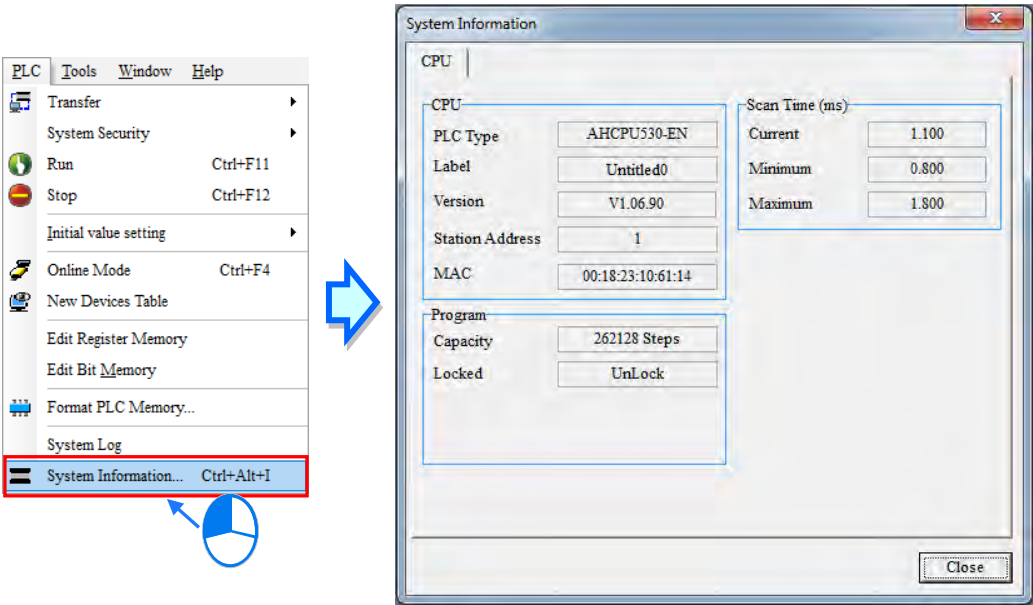 PLC Tools Window Help
Transfer
System Security
Run Ctrl+F11
Stop Ctrl+F12
Initial value setting
Online Mode Ctrl+F4
New Devices Table
Edit Register Memory
Edit Bit Memory
Format PLC Memory...
System Log
System Information... Ctrl+Alt+I
System Information
CPU
CPU
PLC Type AHCPU530-EN
Label Untitled0
Version V1.06.90
Station Address 1
MAC 00:18:23:10:61:14
Program
Capacity 262128 Steps
Locked UnLock
Scan Time (ms)
Current 1.100
Minimum 0.800
Maximum 1.800
Close